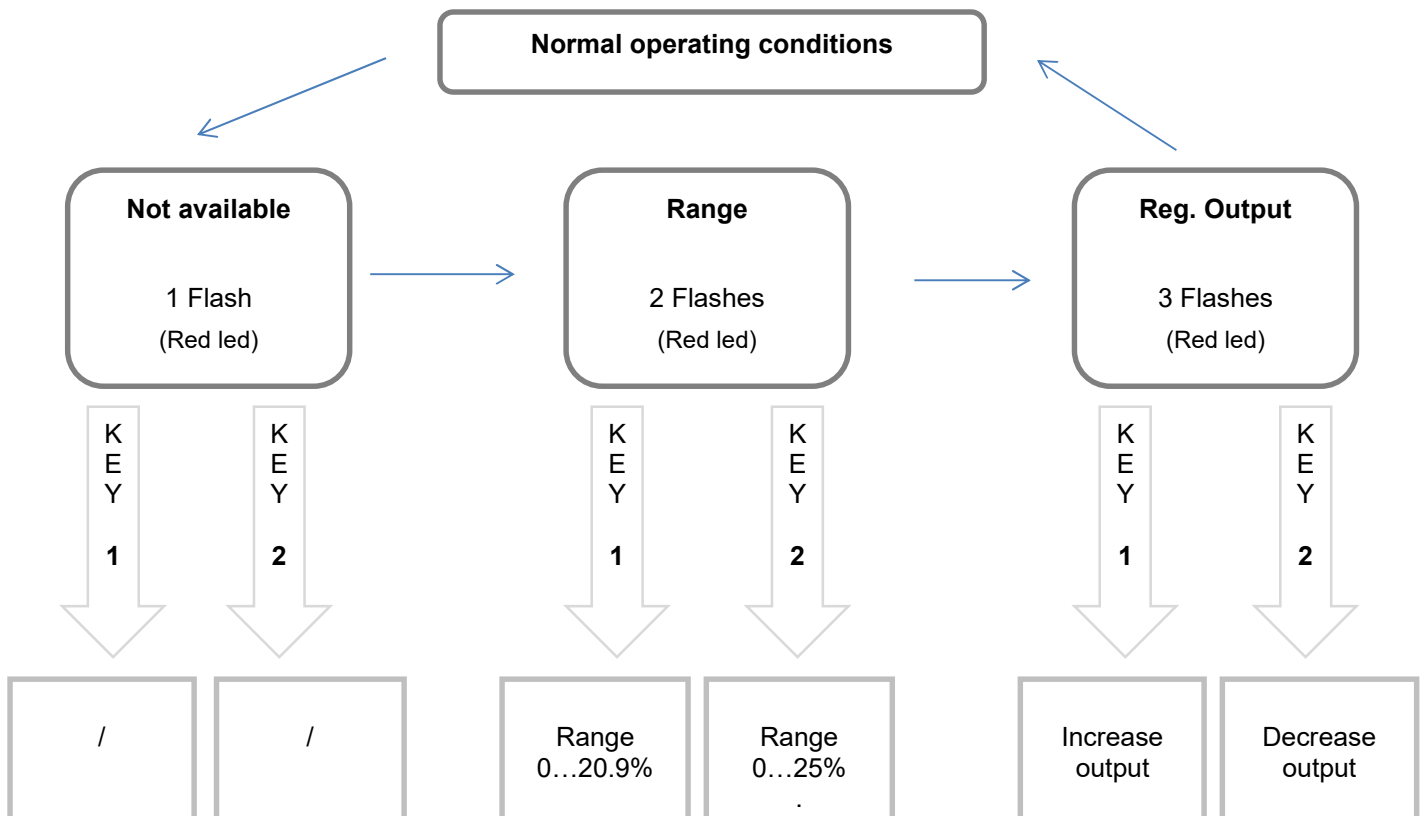 Normal operating conditions
Not available
1 Flash
(Red led)
Range
2 Flashes
(Red led)
Reg. Output
3 Flashes
(Red led)
K
E
Y
1
K
E
Y
2
K
E
Y
1
K
E
Y
2
K
E
Y
1
K
E
Y
2
/
/
Range
0…20.9%
Range
0…25%
.
Increase
output
Decrease
output